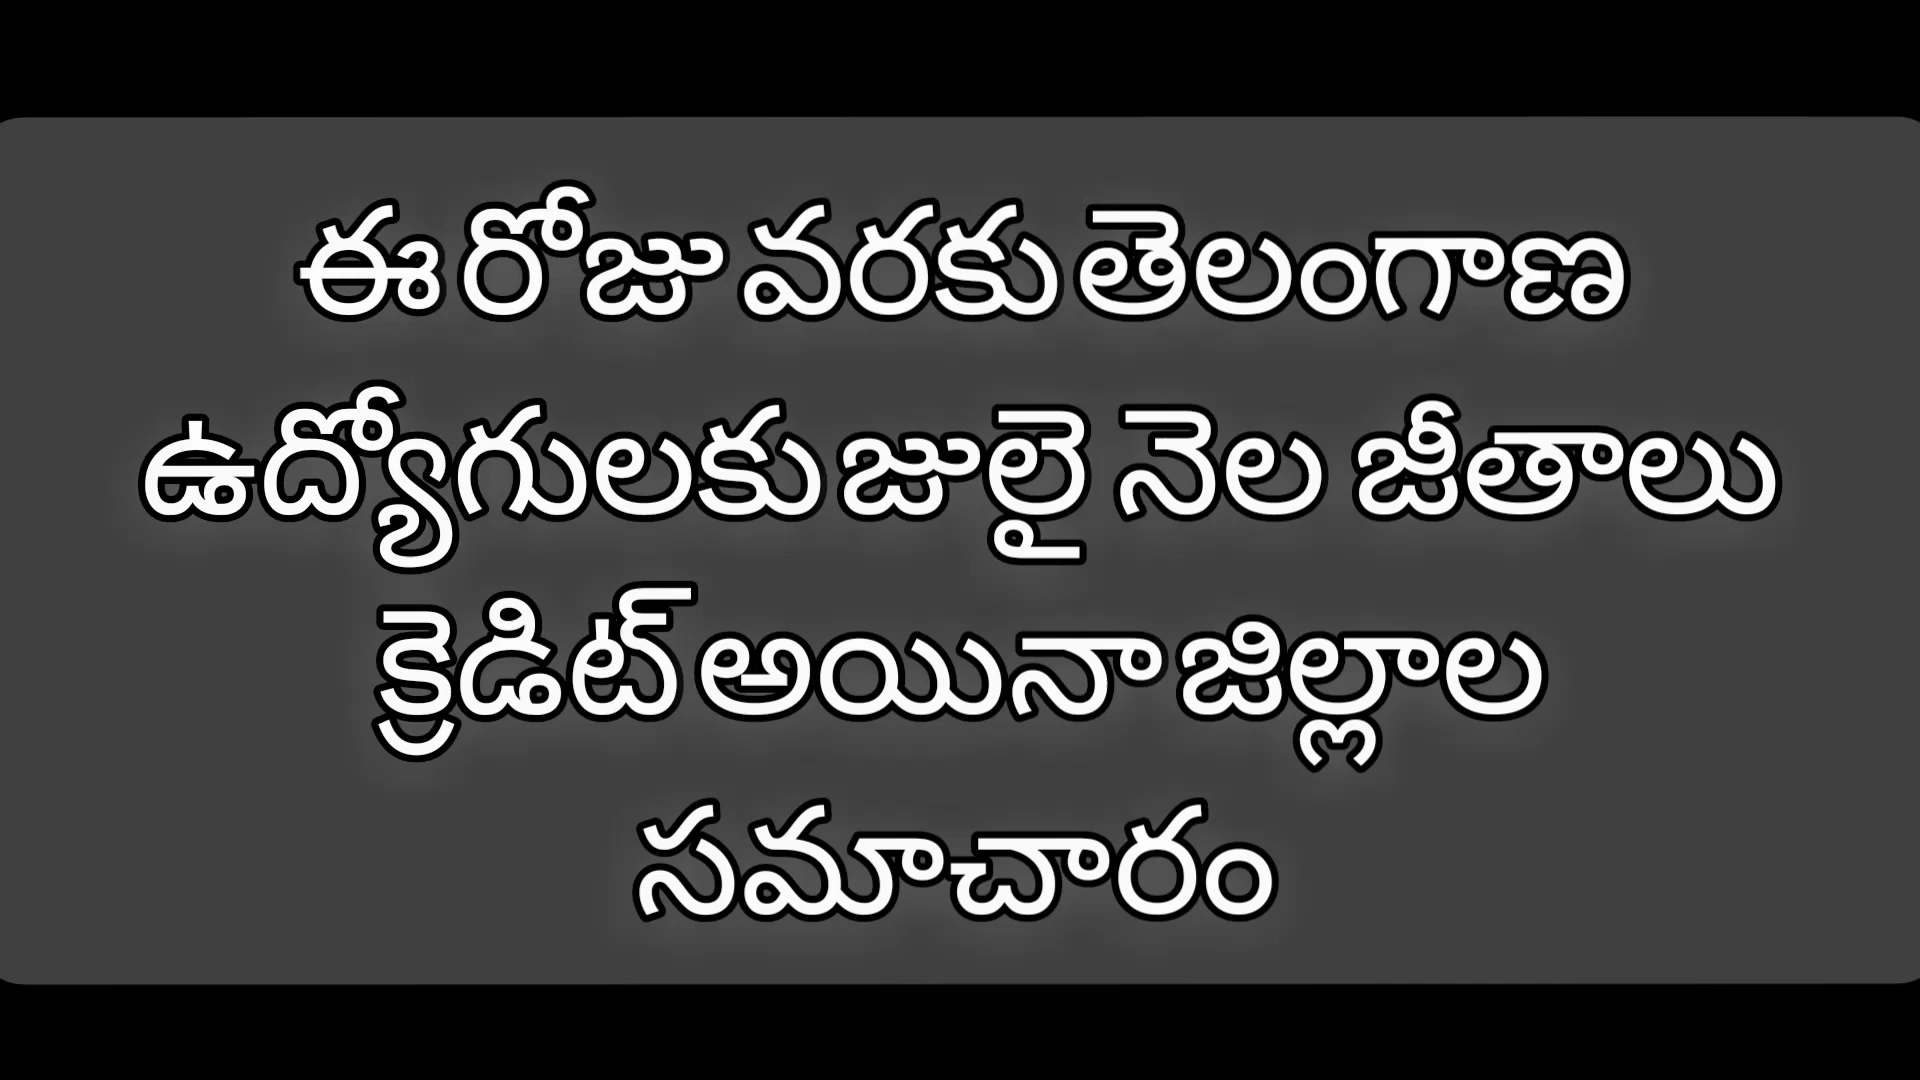 ఈ రోజు వరకు తెలంగాణ
ఉద్యోగులకు జులై నెల జీతాలు
క్రెడిట్ అయినా జిల్లాల
సమాచారం